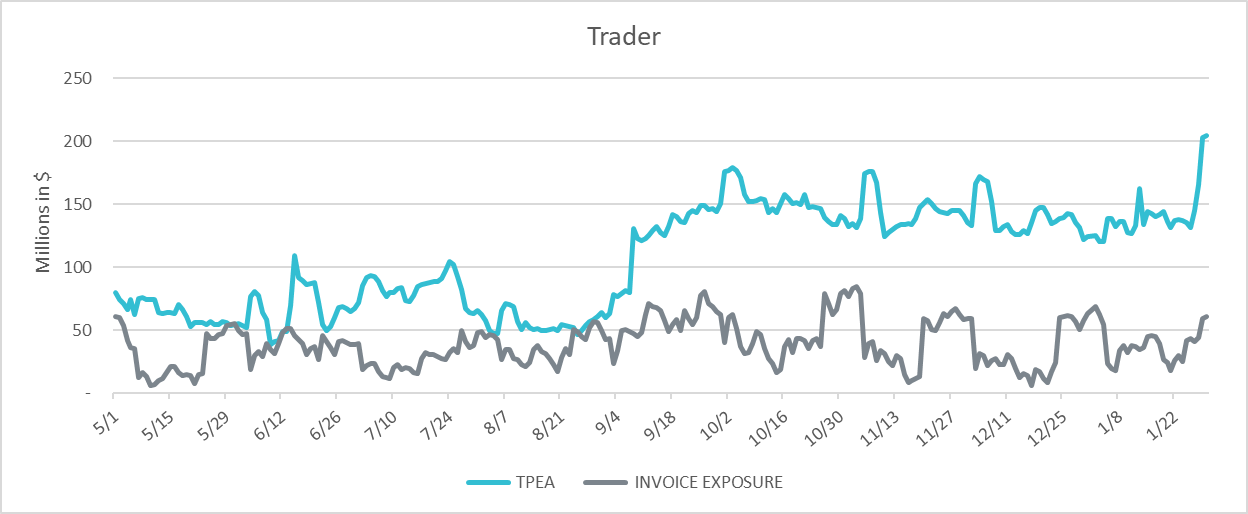 Trader
Millions in $
250
200
150
100
50
-
5/1 5/15 5/29 6/12 6/26 7/10 7/24 8/7 8/21 9/4 9/18 10/2 10/16 10/30 11/13 11/27 12/11 12/25 1/8 1/22
TPEA INVOICE EXPOSURE